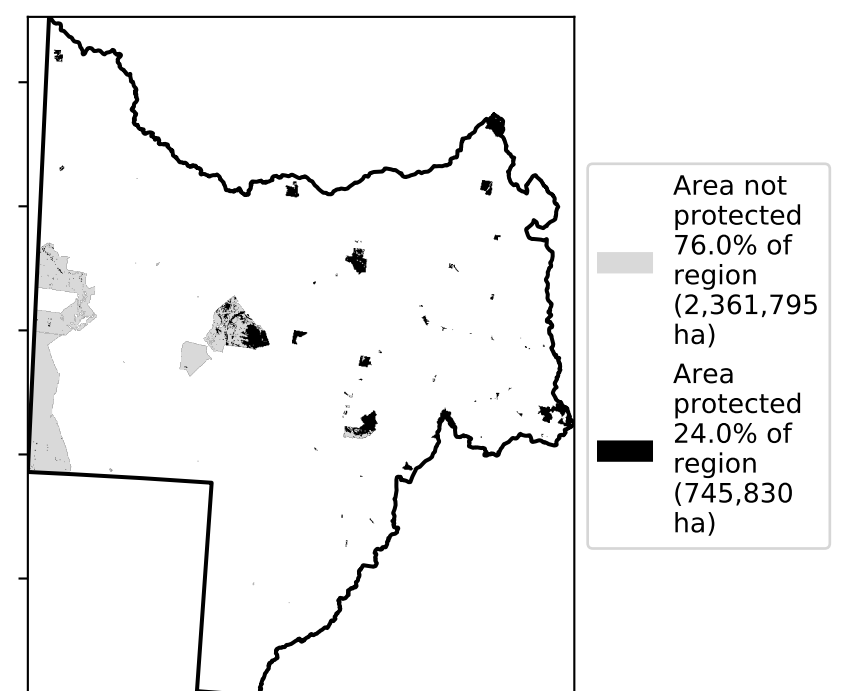 Area not
protected
76.0% of
region
(2,361,795
ha)
Area
protected
24.0% of
region
(745,830
ha)